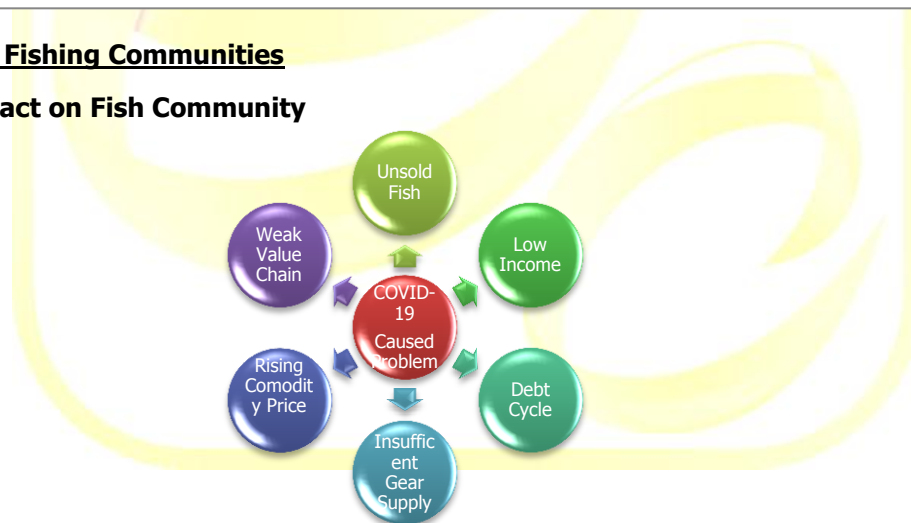 Fishing Communities
act on Fish Community
Unsold
Fish
Low
Income
Debt
Cycle
Insuffic
ent
Gear
Supply
Rising
Comodit
y Price
Weak
Value
Chain
COVID-
19
Caused
Problem